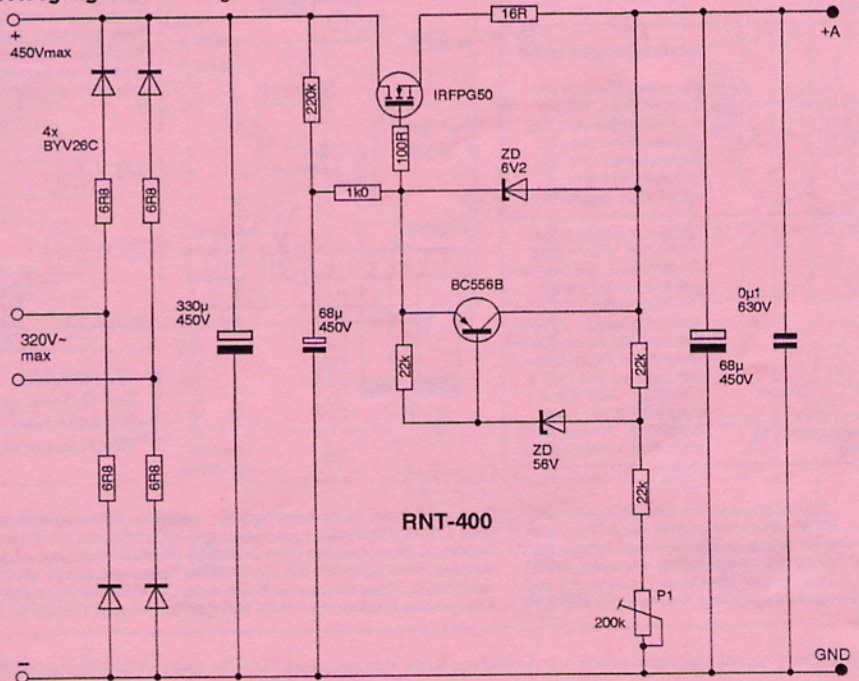 +
450Vmax
16R
+A
220k
IRFPG50
4x
BYV26C
100R
ZD
6V2
6R8
6R8
1k0
BC556B
330µ
450V
68µ
450V
0µ1
630V
320V~
max
22k
22k
68µ
450V
ZD
56V
6R8
6R8
22k
RNT-400
P1
200k
GND
–